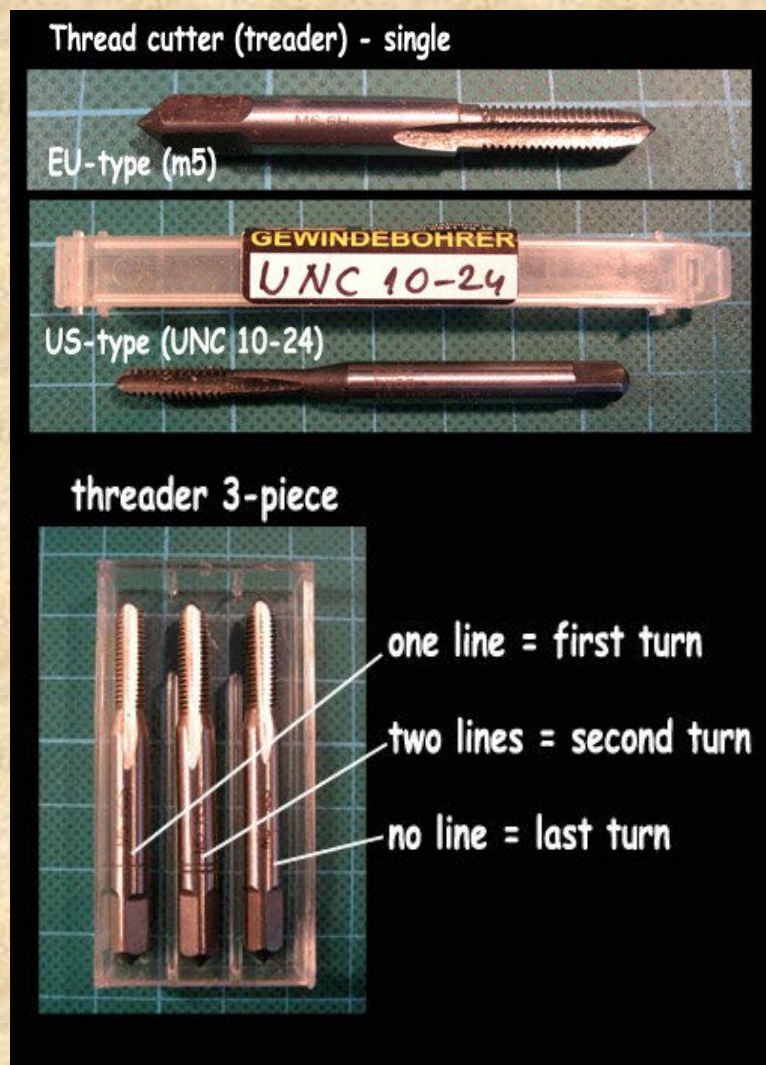 Thread cutter (treader) - single
EU-type (m5)
GEWINDEBOHRER
UNC 10-24
US-type (UNC 10-24)
threader 3-piece
one line = first turn
two lines = second turn
no line = last turn